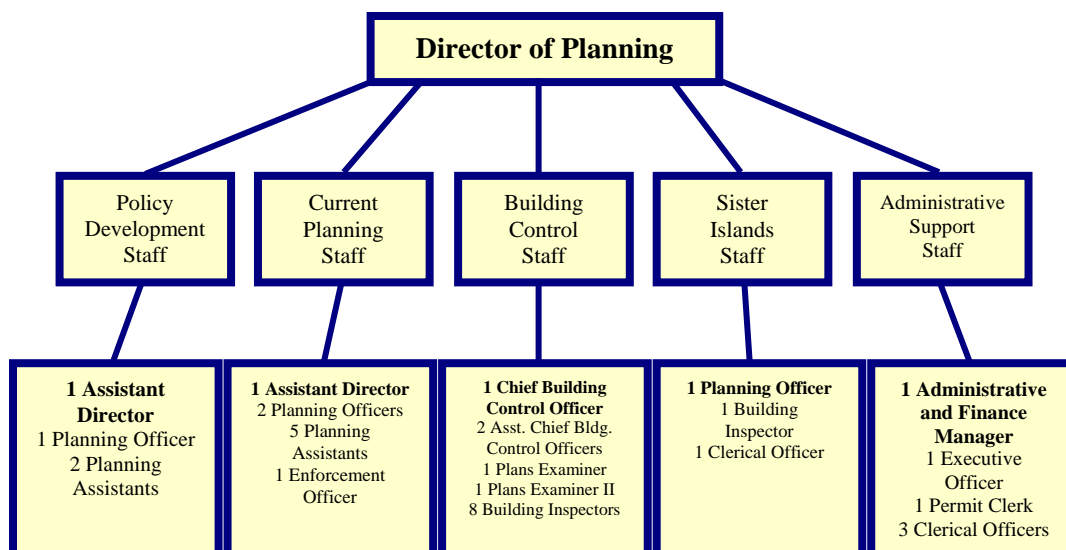 Director of Planning
Policy
Development
Staff
Current
Planning
Staff
Building
Control
Staff
Sister
Islands
Staff
Administrative
Support
Staff
1 Assistant
Director
1 Planning Officer
2 Planning
Assistants
1 Assistant Director
2 Planning Officers
5 Planning
Assistants
1 Enforcement
Officer
1 Chief Building
Control Officer
2 Asst. Chief Bldg.
Control Officers
1 Plans Examiner
1 Plans Examiner II
8 Building Inspectors
1 Planning Officer
1 Building
Inspector
1 Clerical Officer
1 Administrative
and Finance
Manager
1 Executive
Officer
1 Permit Clerk
3 Clerical Officers